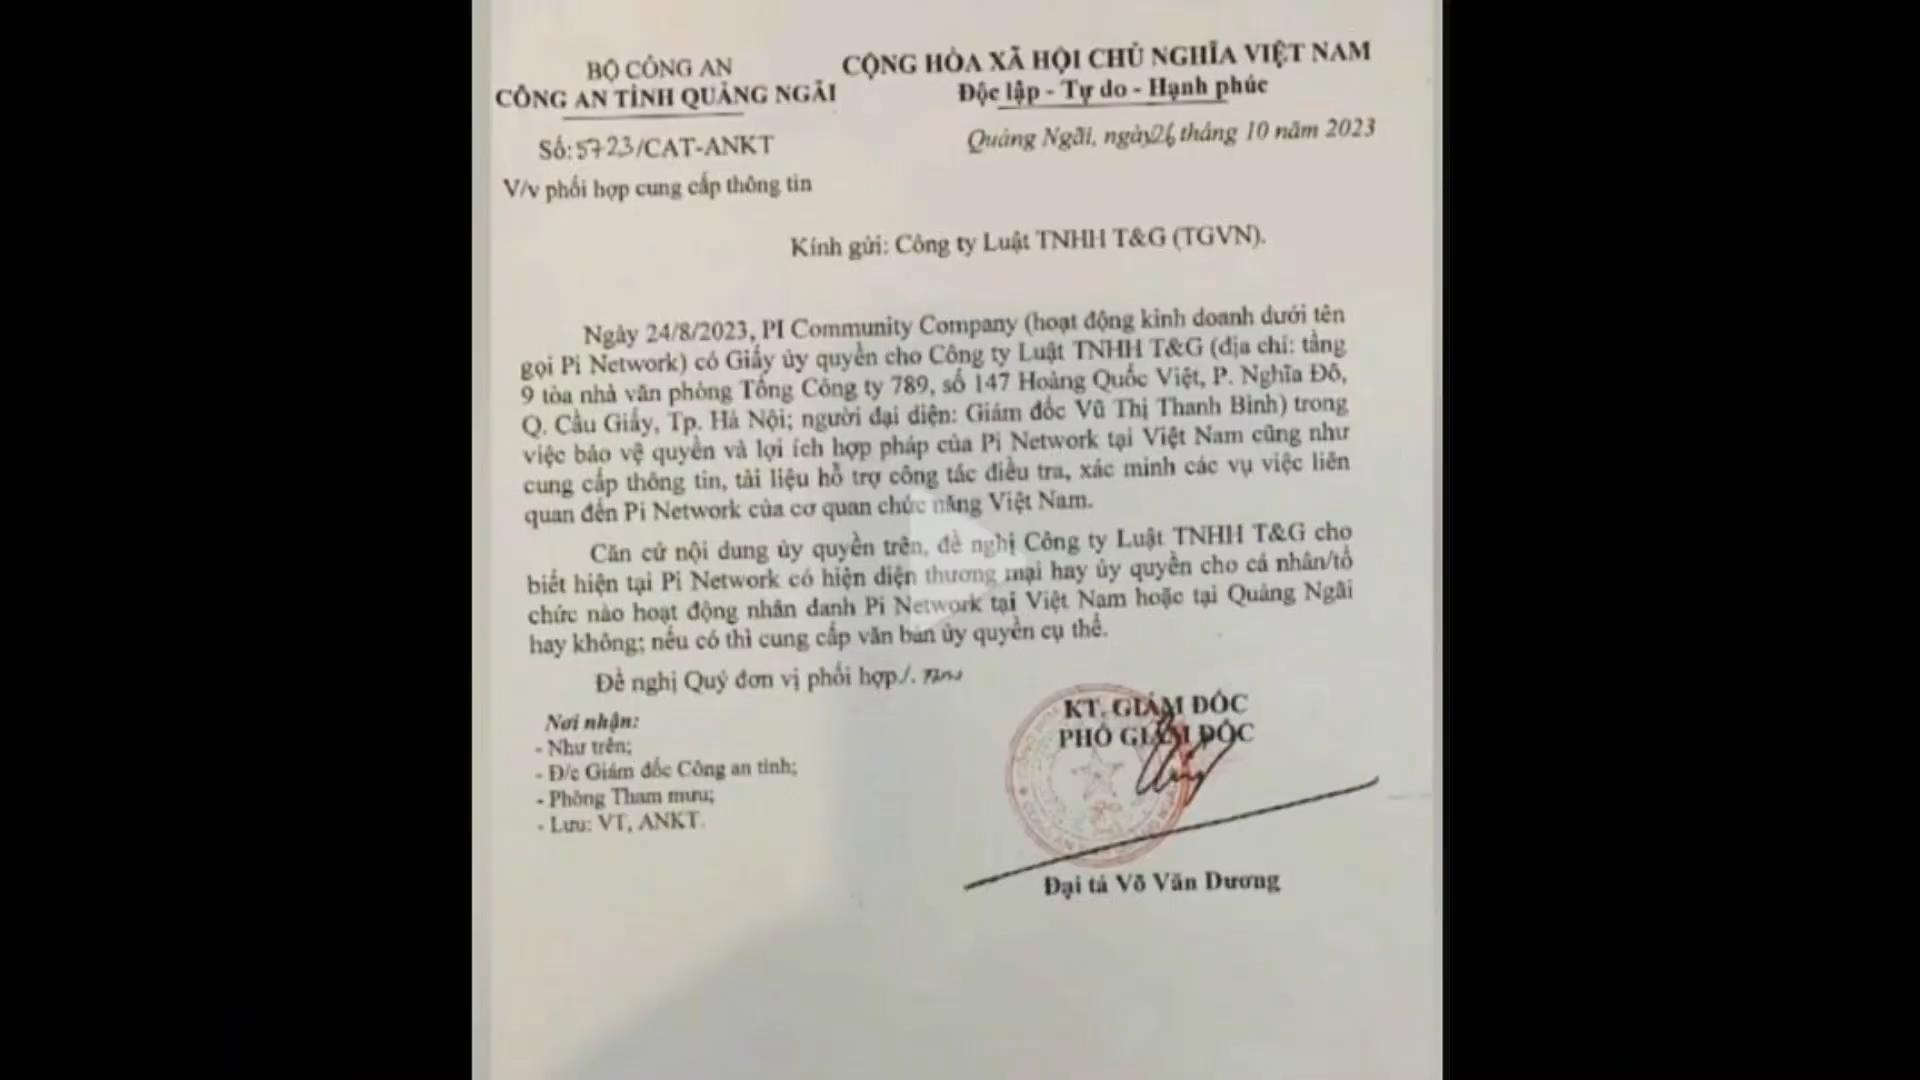 BỘ CÔNG AN
CÔNG AN TỈNH QUẢNG NGÃI
CỘNG HÒA XÃ HỘI CHỦ NGHĨA VIỆT NAM
Độc lập - Tự do - Hạnh phúc
Số: 5723/CAT-ANKT
Quảng Ngãi, ngày 26 tháng 10 năm 2023
V/v phối hợp cung cấp thông tin
Kính gửi: Công ty Luật TNHH T&G (TGVN).
Ngày 24/8/2023, PI Community Company (hoạt động kinh doanh dưới tên
gọi Pi Network) có Giấy ủy quyền cho Công ty Luật TNHH T&G (địa chỉ: tầng
9 tòa nhà văn phòng Tổng Công ty 789, số 147 Hoàng Quốc Việt, P. Nghĩa Đô,
Q. Cầu Giấy, Tp. Hà Nội; người đại diện: Giám đốc Vũ Thị Thanh Bình) trong
việc bảo vệ quyền và lợi ích hợp pháp của Pi Network tại Việt Nam cũng như
cung cấp thông tin, tài liệu hỗ trợ công tác điều tra, xác minh các vụ việc liên
quan đến Pi Network của cơ quan chức năng Việt Nam.
Căn cứ nội dung ủy quyền trên, đề nghị Công ty Luật TNHH T&G cho
biết hiện tại Pi Network có hiện diện thương mại hay ủy quyền cho cá nhân/tổ
chức nào hoạt động nhân danh Pi Network tại Việt Nam hoặc tại Quảng Ngãi
hay không; nếu có thì cung cấp văn bản ủy quyền cụ thể.
Đề nghị Quý đơn vị phối hợp./.
Nơi nhận:
- Như trên;
- Đ/c Giám đốc Công an tỉnh;
- Phòng Tham mưu;
- Lưu: VT, ANKT.
KT. GIÁM ĐỐC
PHÓ GIÁM ĐỐC
Đại tá Võ Văn Dương